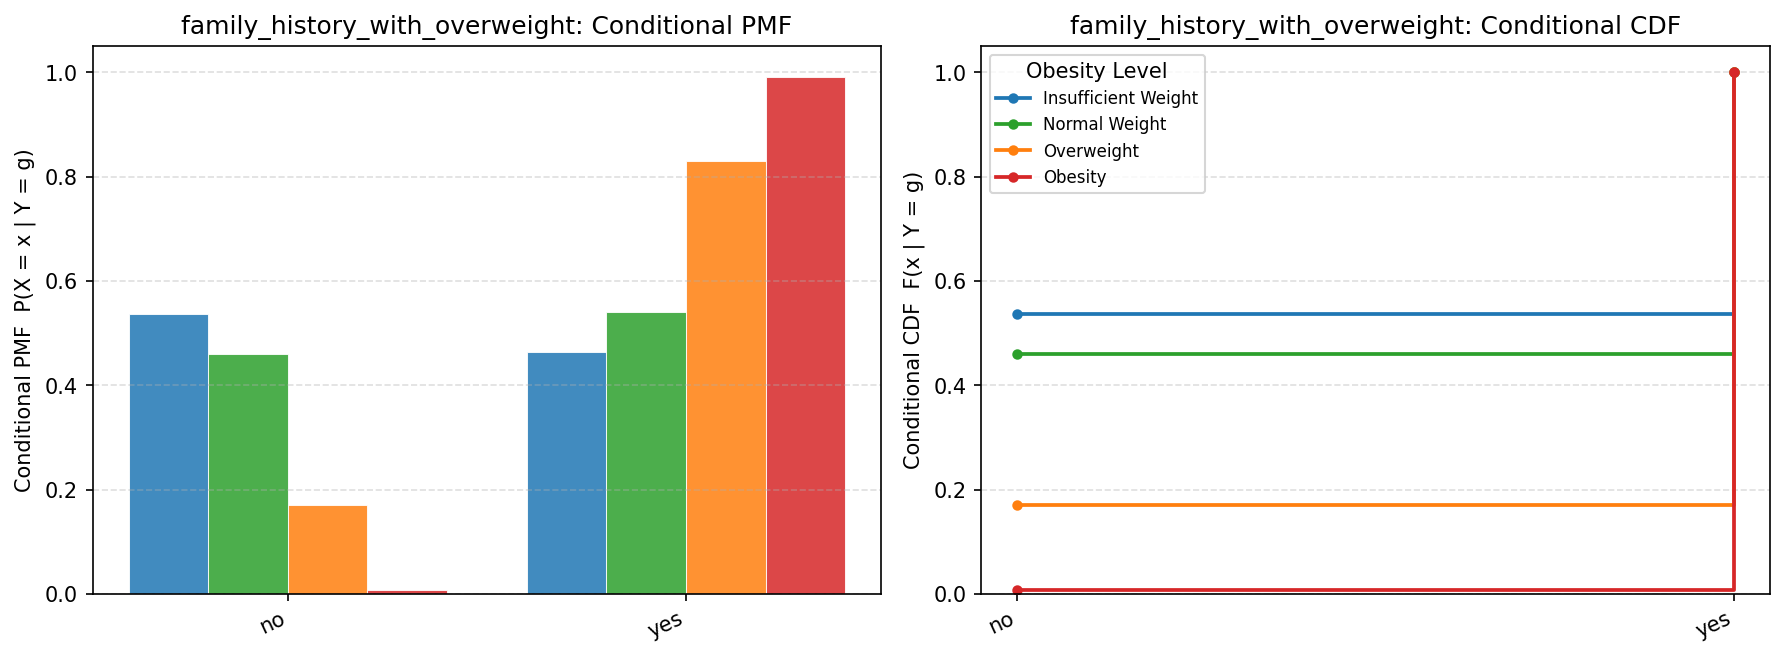 family_history_with_overweight: Conditional PMF
Conditional PMF  P(X = x | Y = g)
1.0
0.8
0.6
0.4
0.2
0.0
no
yes
family_history_with_overweight: Conditional CDF
Conditional CDF  F(x | Y = g)
1.0
0.8
0.6
0.4
0.2
0.0
Obesity Level
Insufficient Weight
Normal Weight
Overweight
Obesity
no
yes